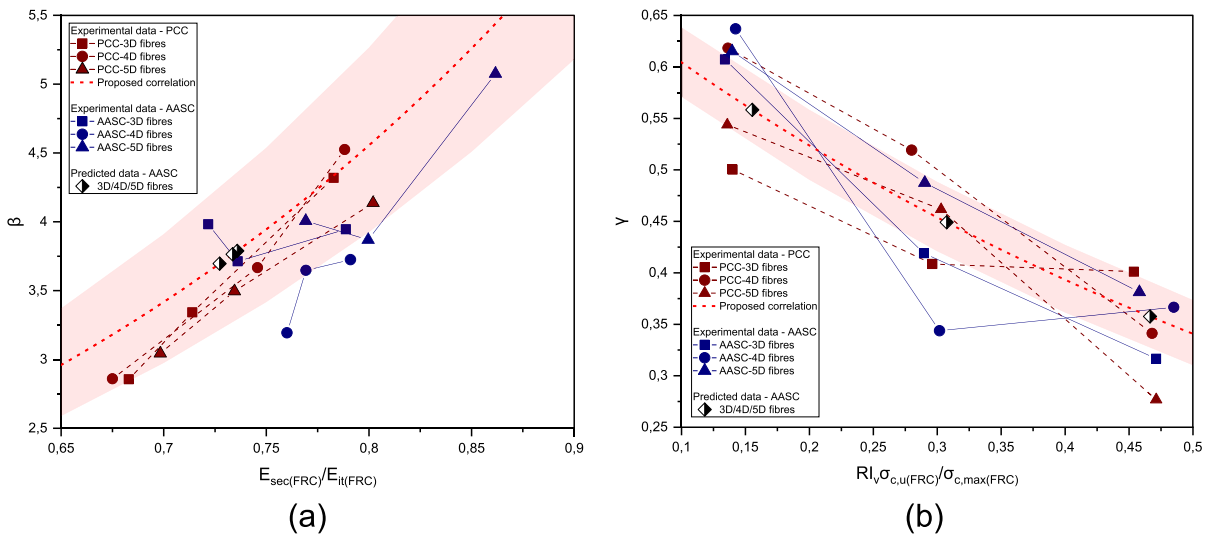 5,5
5
4,5
4
3,5
3
2,5
β
Experimental data - PCC
PCC-3D fibres
PCC-4D fibres
PCC-5D fibres
Proposed correlation
Experimental data - AASC
AASC-3D fibres
AASC-4D fibres
AASC-5D fibres
Predicted data - AASC
3D/4D/5D fibres
0,65 0,7 0,75 0,8 0,85 0,9
E_sec(FRC)/E_it(FRC)
(a)
0,65
0,6
0,55
0,5
0,45
0,4
0,35
0,3
0,25
γ
Experimental data - PCC
PCC-3D fibres
PCC-4D fibres
PCC-5D fibres
Proposed correlation
Experimental data - AASC
AASC-3D fibres
AASC-4D fibres
AASC-5D fibres
Predicted data - AASC
3D/4D/5D fibres
0,1 0,15 0,2 0,25 0,3 0,35 0,4 0,45 0,5
RI_vσ_c,u(FRC)/σ_c,max(FRC)
(b)